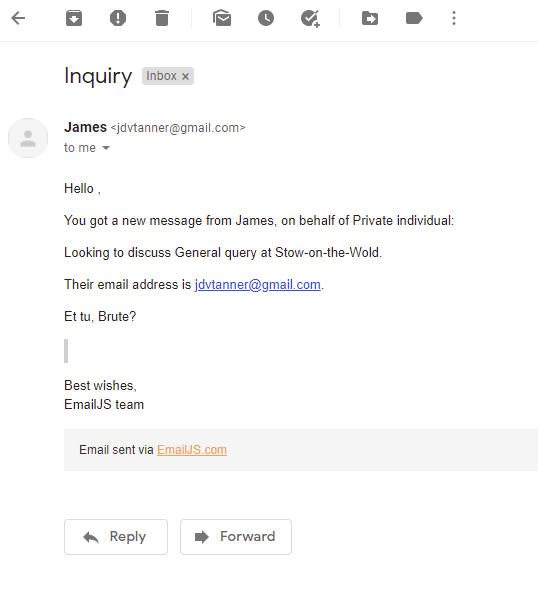 Inquiry Inbox x
James <jdvtanner@gmail.com>
to me
Hello ,
You got a new message from James, on behalf of Private individual:
Looking to discuss General query at Stow-on-the-Wold.
Their email address is jdvtanner@gmail.com.
Et tu, Brute?
Best wishes,
EmailJS team
Email sent via EmailJS.com
Reply Forward